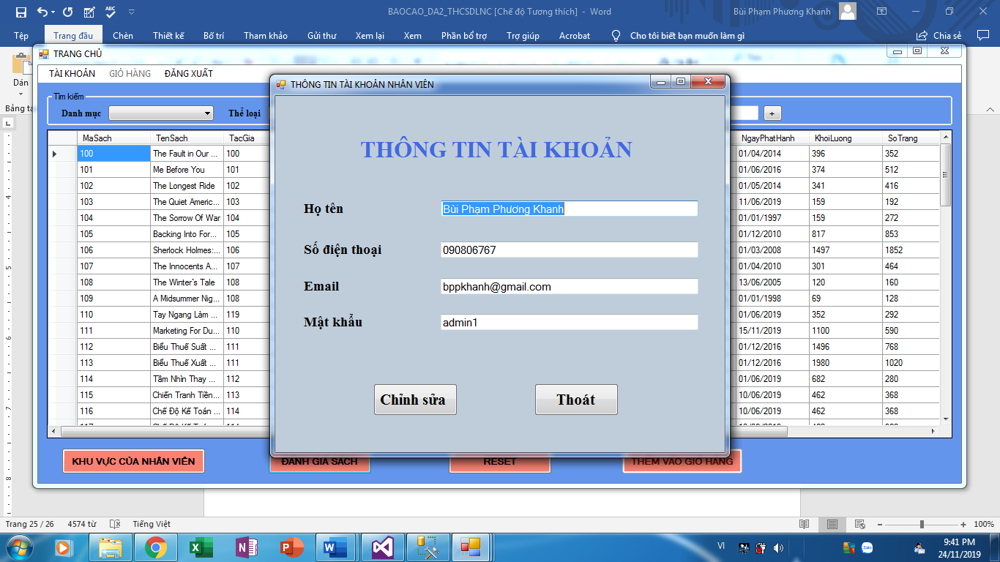 BAOCAO_DA2_THCSDLNC [Chế độ Tương thích] - Word
Bùi Phạm Phương Khanh
Tệp Trang đầu Chèn Thiết kế Bố trí Tham khảo Gửi thư Xem lại Xem Phần bổ trợ Trợ giúp Acrobat Cho tôi biết bạn muốn làm gì Chia sẻ
Dán
TRANG CHỦ
TÀI KHOẢN GIỎ HÀNG ĐĂNG XUẤT
Tìm kiếm
Danh mục Thể loại +
THÔNG TIN TÀI KHOẢN NHÂN VIÊN
THÔNG TIN TÀI KHOẢN
Họ tên Bùi Phạm Phương Khanh
Số điện thoại 090806767
Email bppkhanh@gmail.com
Mật khẩu admin1
Chỉnh sửa Thoát
MaSach TenSach TacGia NgayPhatHanh KhoiLuong SoTrang
100 The Fault in Our ... 100 01/04/2014 396 352
101 Me Before You 101 01/06/2016 374 512
102 The Longest Ride 102 01/05/2014 341 416
103 The Quiet Americ... 103 11/06/2019 159 192
104 The Sorrow Of War 104 01/01/1997 159 272
105 Backing Into For... 105 01/12/2010 817 853
106 Sherlock Holmes:... 106 01/03/2008 1497 1852
107 The Innocents A... 107 01/04/2010 301 464
108 The Winter`s Tale 108 13/06/2005 120 160
109 A Midsummer Nig... 108 01/01/1998 69 128
110 Tay Ngang Làm ... 119 01/06/2019 352 292
111 Marketing For Du... 110 15/11/2019 1100 590
112 Biểu Thuế Suất ... 111 01/12/2016 1496 768
113 Biểu Thuế Xuất ... 111 01/12/2016 1980 1020
114 Tầm Nhìn Thay ... 112 01/06/2019 682 280
115 Chiến Tranh Tiền... 113 10/06/2019 462 368
116 Chế Độ Kế Toán ... 114 10/06/2019 462 368
KHU VỰC CỦA NHÂN VIÊN ĐÁNH GIÁ SÁCH RESET THÊM VÀO GIỎ HÀNG
Trang 25 / 26 4574 từ Tiếng Việt 100%
VI
9:41 PM
24/11/2019